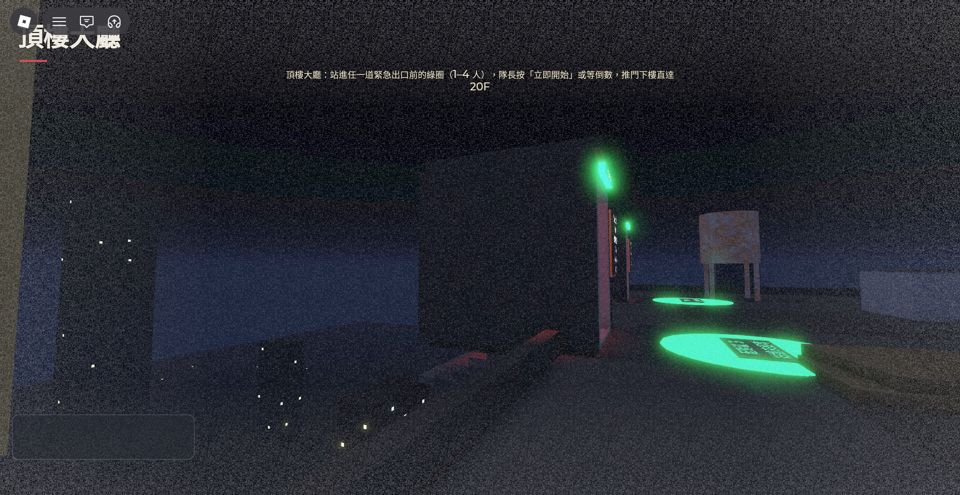 頂樓大廳
頂樓大廳：站進任一道緊急出口前的綠圈（1–4 人），隊長按「立即開始」或等倒數，推門下樓直達
20F